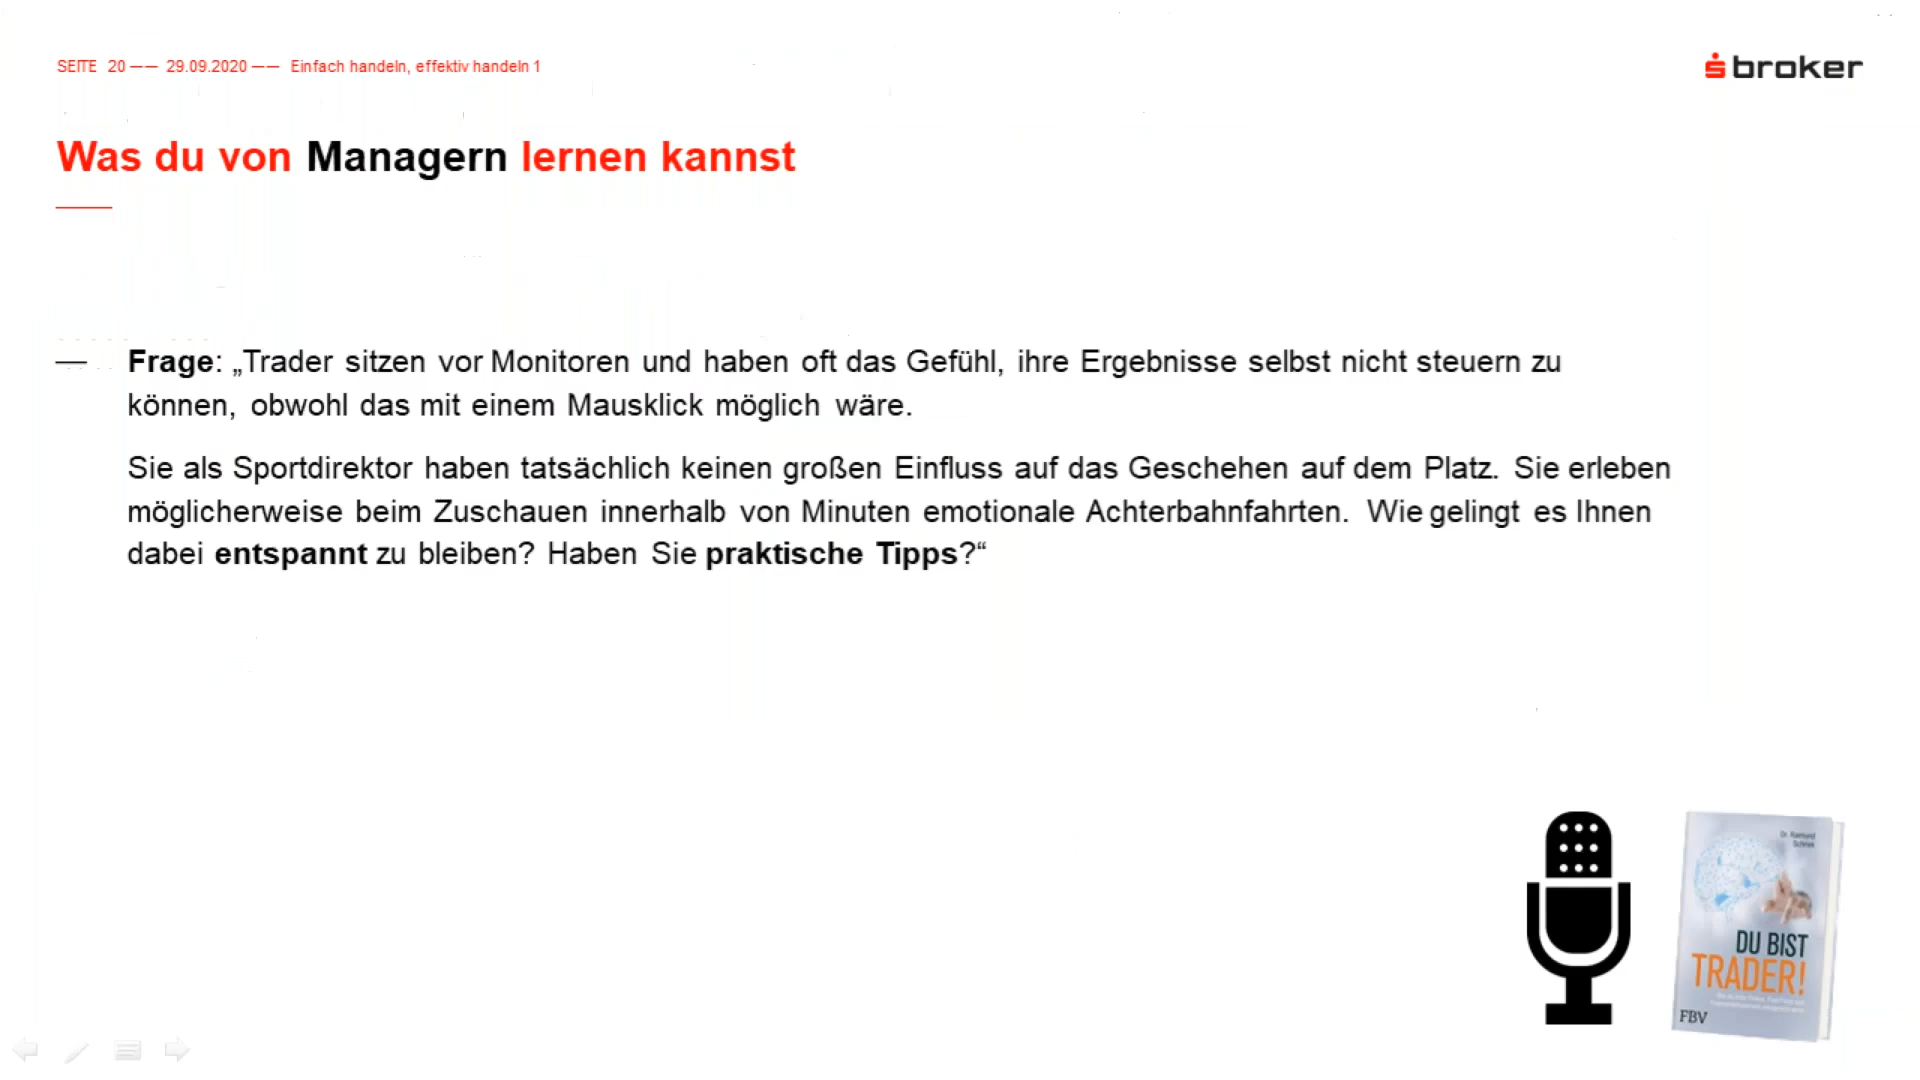 SEITE 20 —— 29.09.2020 —— Einfach handeln, effektiv handeln 1
broker
Was du von Managern lernen kannst
— Frage: „Trader sitzen vor Monitoren und haben oft das Gefühl, ihre Ergebnisse selbst nicht steuern zu
können, obwohl das mit einem Mausklick möglich wäre.
Sie als Sportdirektor haben tatsächlich keinen großen Einfluss auf das Geschehen auf dem Platz. Sie erleben
möglicherweise beim Zuschauen innerhalb von Minuten emotionale Achterbahnfahrten. Wie gelingt es Ihnen
dabei entspannt zu bleiben? Haben Sie praktische Tipps?“
Dr. Raimund
Schriek
DU BIST
TRADER!
FBV